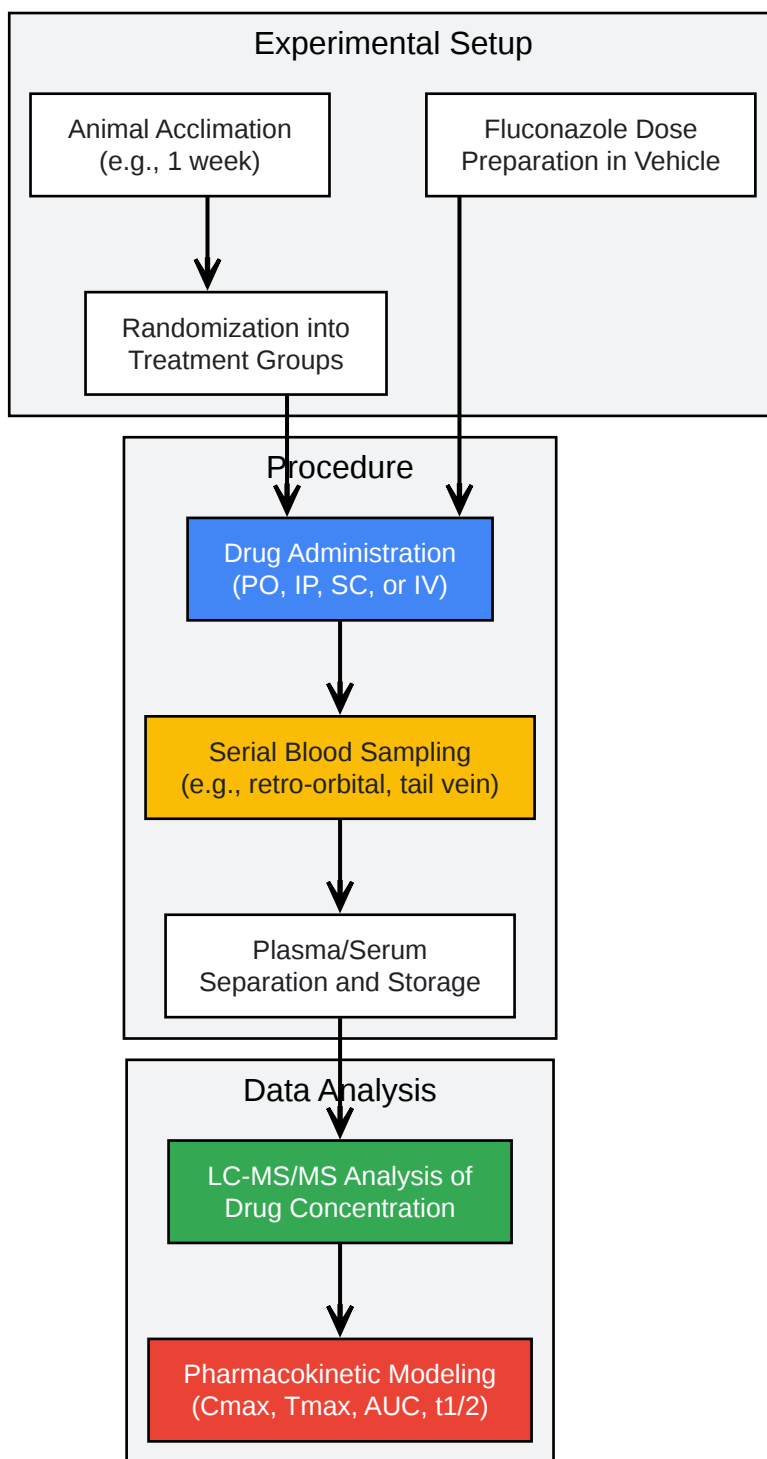 Experimental Setup
Animal Acclimation
(e.g., 1 week)
Fluconazole Dose
Preparation in Vehicle
Randomization into
Treatment Groups
Procedure
Drug Administration
(PO, IP, SC, or IV)
Serial Blood Sampling
(e.g., retro-orbital, tail vein)
Plasma/Serum
Separation and Storage
Data Analysis
LC-MS/MS Analysis of
Drug Concentration
Pharmacokinetic Modeling
(Cmax, Tmax, AUC, t1/2)